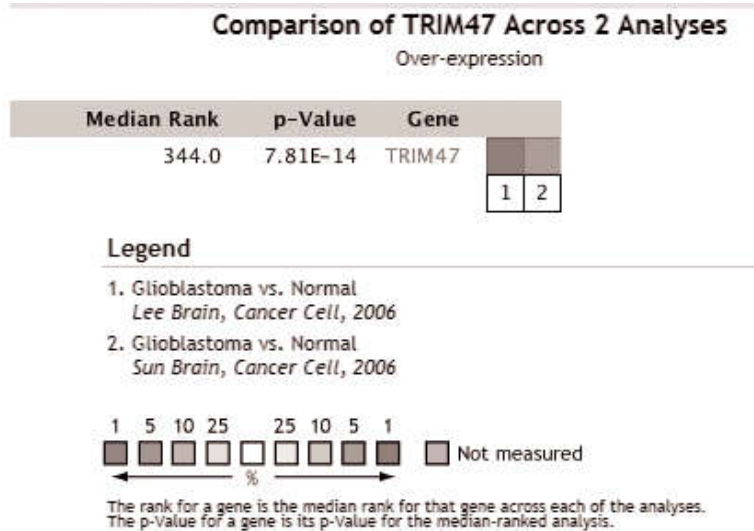 Comparison of TRIM47 Across 2 Analyses
Over-expression
Median Rank p-Value Gene
344.0 7.81E-14 TRIM47
1 2
Legend
1. Glioblastoma vs. Normal
Lee Brain, Cancer Cell, 2006
2. Glioblastoma vs. Normal
Sun Brain, Cancer Cell, 2006
1 5 10 25 25 10 5 1
Not measured
%
The rank for a gene is the median rank for that gene across each of the analyses.
The p-Value for a gene is its p-Value for the median-ranked analysis.